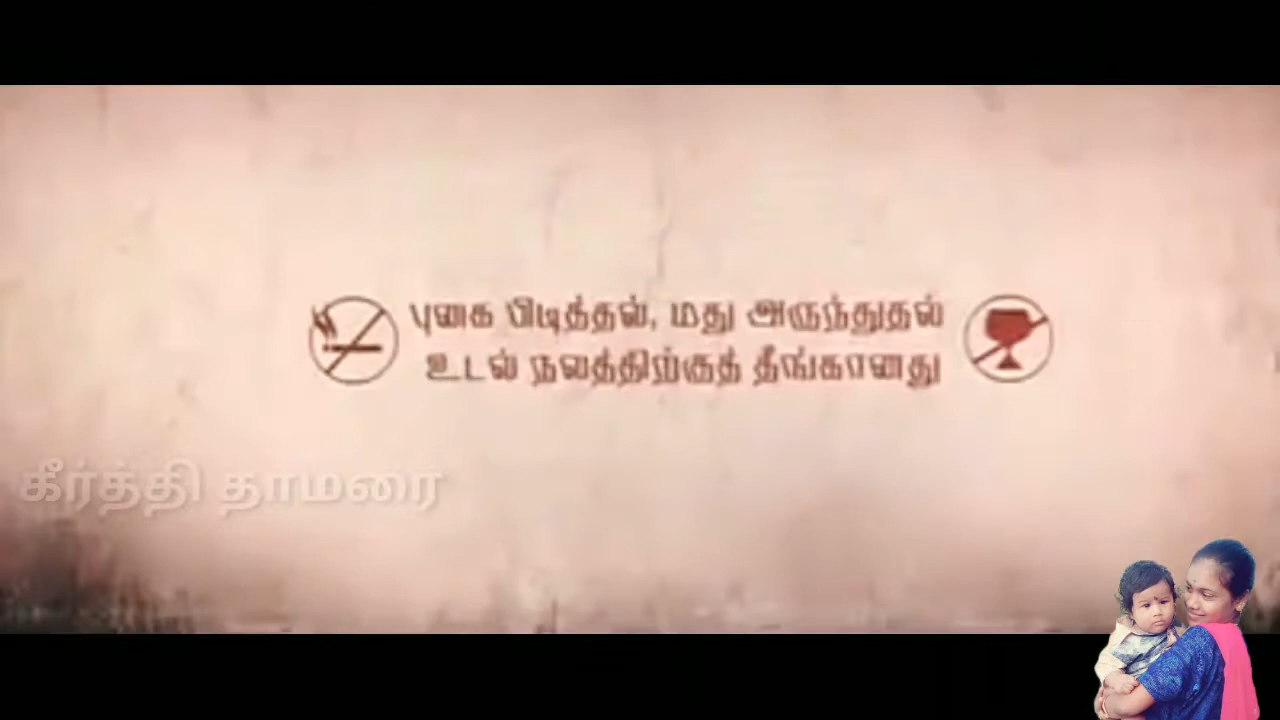 புகை பிடித்தல், மது அருந்துதல்
உடல் நலத்திற்குத் தீங்கானது
கீர்த்தி தாமரை